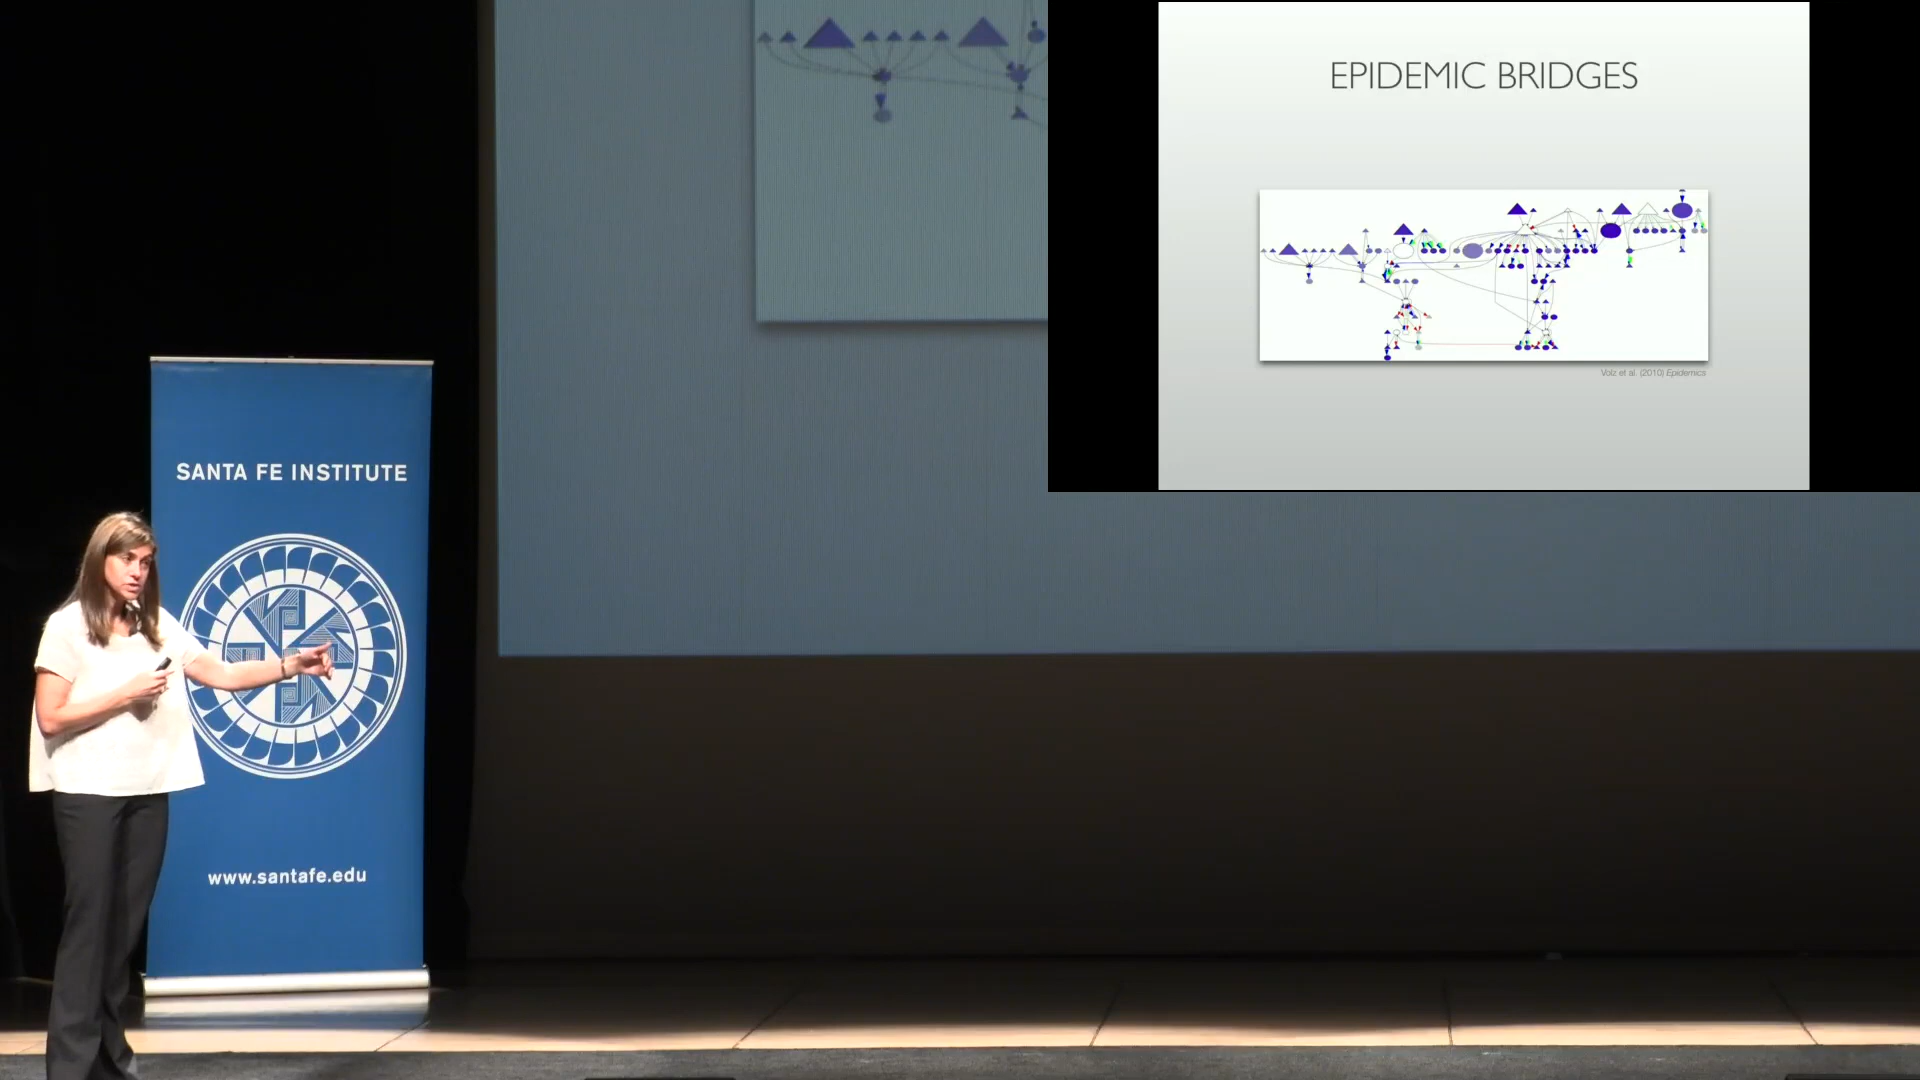 EPIDEMIC BRIDGES
Volz et al. (2010) Epidemics
SANTA FE INSTITUTE
www.santafe.edu